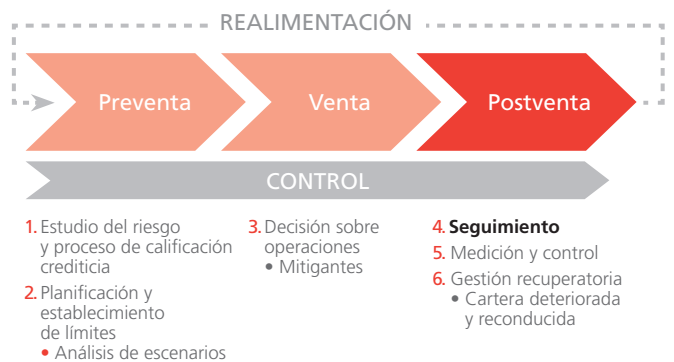 REALIMENTACIÓN
Preventa
Venta
Postventa
CONTROL
1. Estudio del riesgo
y proceso de calificación
crediticia
2. Planificación y
establecimiento
de límites
• Análisis de escenarios
3. Decisión sobre
operaciones
• Mitigantes
4. Seguimiento
5. Medición y control
6. Gestión recuperatoria
• Cartera deteriorada
y reconducida